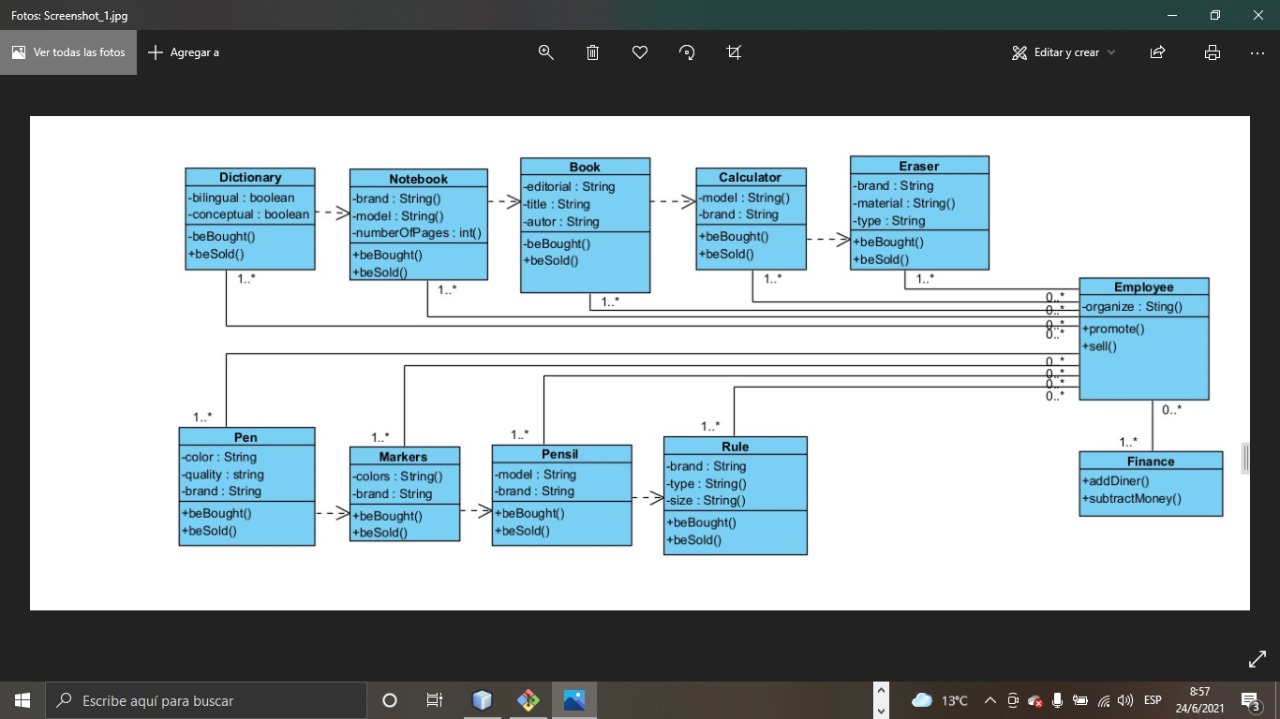 Fotos: Screenshot_1.jpg
Ver todas las fotos
Agregar a
Editar y crear
Dictionary
-bilingual : boolean
-conceptual : boolean
-beBought()
+beSold()
1..*
Notebook
-brand : String()
-model : String()
-numberOfPages : int()
+beBought()
+beSold()
1..*
Book
-editorial : String
-title : String
-autor : String
-beBought()
+beSold()
1..*
Calculator
-model : String()
-brand : String
+beBought()
+beSold()
1..*
Eraser
-brand : String
-material : String()
-type : String
+beBought()
+beSold()
1..*
0..*
0..*
0..*
0..*
Employee
-organize : Sting()
+promote()
+sell()
0..*
0..*
0..*
0..*
0..*
1..*
Pen
-color : String
-quality : string
-brand : String
+beBought()
+beSold()
1..*
Markers
-colors : String()
-brand : String
+beBought()
+beSold()
1..*
Pensil
-model : String
-brand : String
+beBought()
+beSold()
1..*
Rule
-brand : String
-type : String()
-size : String()
+beBought()
+beSold()
1..*
Finance
+addDiner()
+subtractMoney()
Escribe aquí para buscar
13°C
ESP
8:57
24/6/2021
3